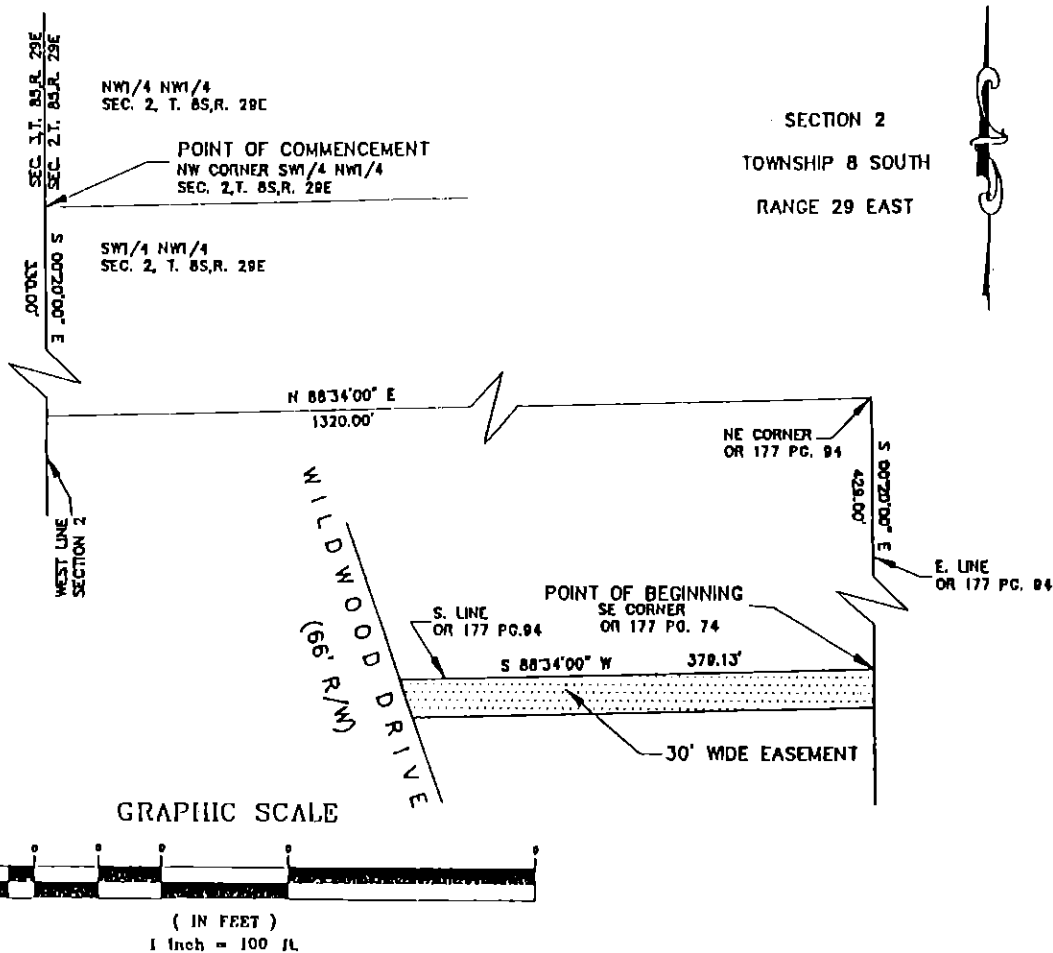 SEC. 3,T. 8S,R. 29E
SEC. 2,T. 8S,R. 29E
NW1/4 NW1/4
SEC. 2, T. 8S,R. 29E
POINT OF COMMENCEMENT
NW CORNER SW1/4 NW1/4
SEC. 2,T. 8S,R. 29E
SW1/4 NW1/4
SEC. 2, T. 8S,R. 29E
S 00°20'00" E
330.00'
SECTION 2
TOWNSHIP 8 SOUTH
RANGE 29 EAST
N 88°34'00" E
1320.00'
NE CORNER
OR 177 PG. 94
S 00°20'00" E
429.00'
E. LINE
OR 177 PG. 94
WEST LINE
SECTION 2
WILDWOOD DRIVE
(66' R/W)
S. LINE
OR 177 PG.94
POINT OF BEGINNING
SE CORNER
OR 177 PG. 74
S 88°34'00" W 379.13'
30' WIDE EASEMENT
GRAPHIC SCALE
0 0 0 0 0
( IN FEET )
1 inch = 100 ft.